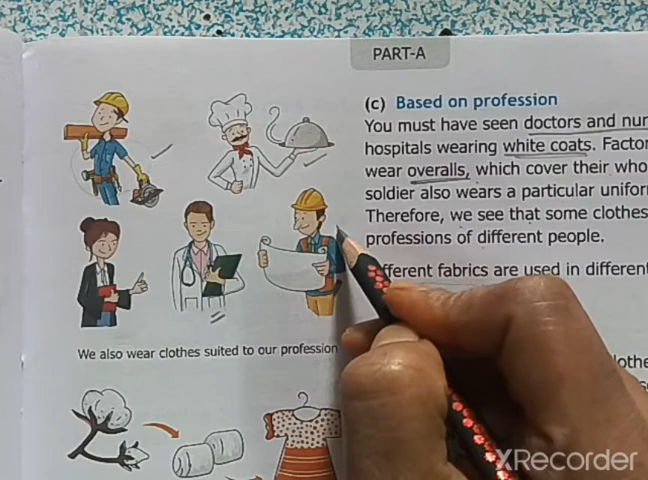 PART-A
(c) Based on profession
You must have seen doctors and nur
hospitals wearing white coats. Factor
wear overalls, which cover their who
soldier also wears a particular unifor
Therefore, we see that some clothes
professions of different people.
fferent fabrics are used in different
We also wear clothes suited to our profession
lothe
XRecorder